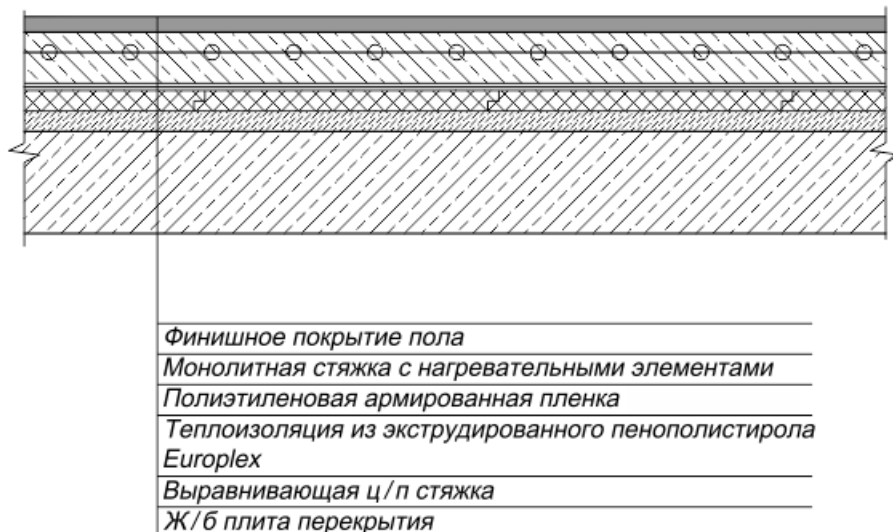 Финишное покрытие пола
Монолитная стяжка с нагревательными элементами
Полиэтиленовая армированная пленка
Теплоизоляция из экструдированного пенополистирола
Europlex
Выравнивающая ц/п стяжка
Ж/б плита перекрытия